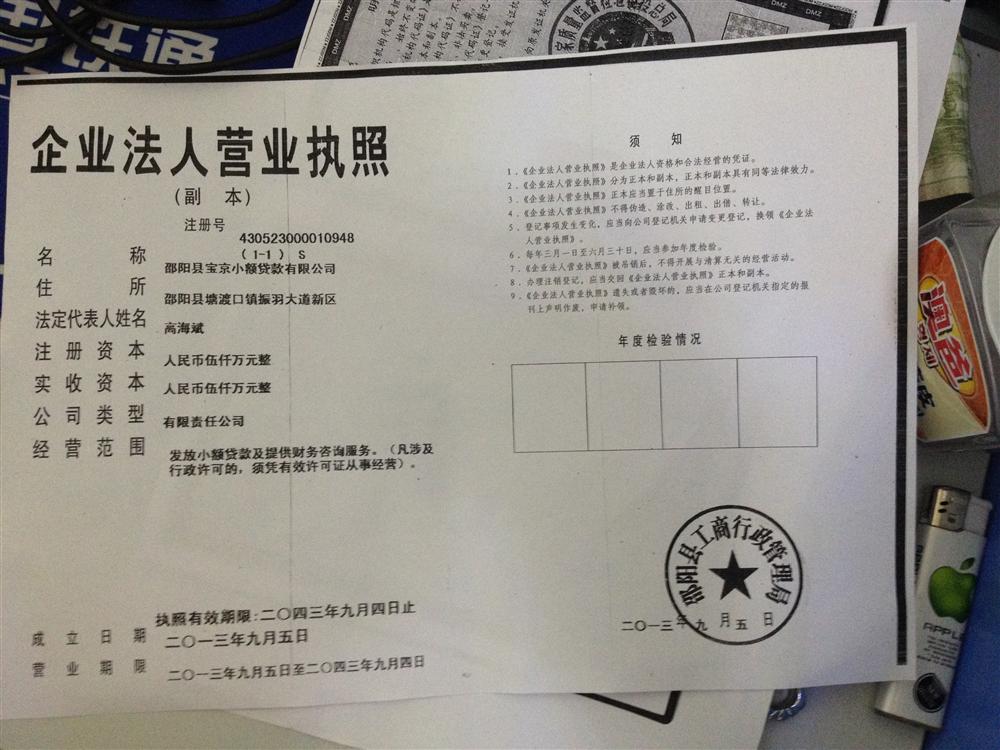 企业法人营业执照
(副 本)
注册号
430523000010948
(1-1) S
名 称 邵阳县宝京小额贷款有限公司
住 所 邵阳县塘渡口镇振羽大道新区
法定代表人姓名 高海斌
注 册 资 本 人民币伍仟万元整
实 收 资 本 人民币伍仟万元整
公 司 类 型 有限责任公司
经 营 范 围 发放小额贷款及提供财务咨询服务。(凡涉及
行政许可的,须凭有效许可证从事经营)。
执照有效期限:二〇四三年九月四日止
成 立 日 期 二〇一三年九月五日
营 业 期 限 二〇一三年九月五日至二〇四三年九月四日
须 知
1.《企业法人营业执照》是企业法人资格和合法经营的凭证。
2.《企业法人营业执照》分为正本和副本,正本和副本具有同等法律效力。
3.《企业法人营业执照》正本应当置于住所的醒目位置。
4.《企业法人营业执照》不得伪造、涂改、出租、出借、转让。
5.登记事项发生变化,应当向公司登记机关申请变更登记,换领《企业法
人营业执照》。
6.每年三月一日至六月三十日,应当参加年度检验。
7.《企业法人营业执照》被吊销后,不得开展与清算无关的经营活动。
8.办理注销登记,应当交回《企业法人营业执照》正本和副本。
9.《企业法人营业执照》遗失或者毁坏的,应当在公司登记机关指定的报
刊上声明作废,申请补领。
年度检验情况
邵阳县工商行政管理局
二〇一三年 九 月 五 日
DMZ
DMZ
DMZ
DMZ
通
澳爸
APPLE